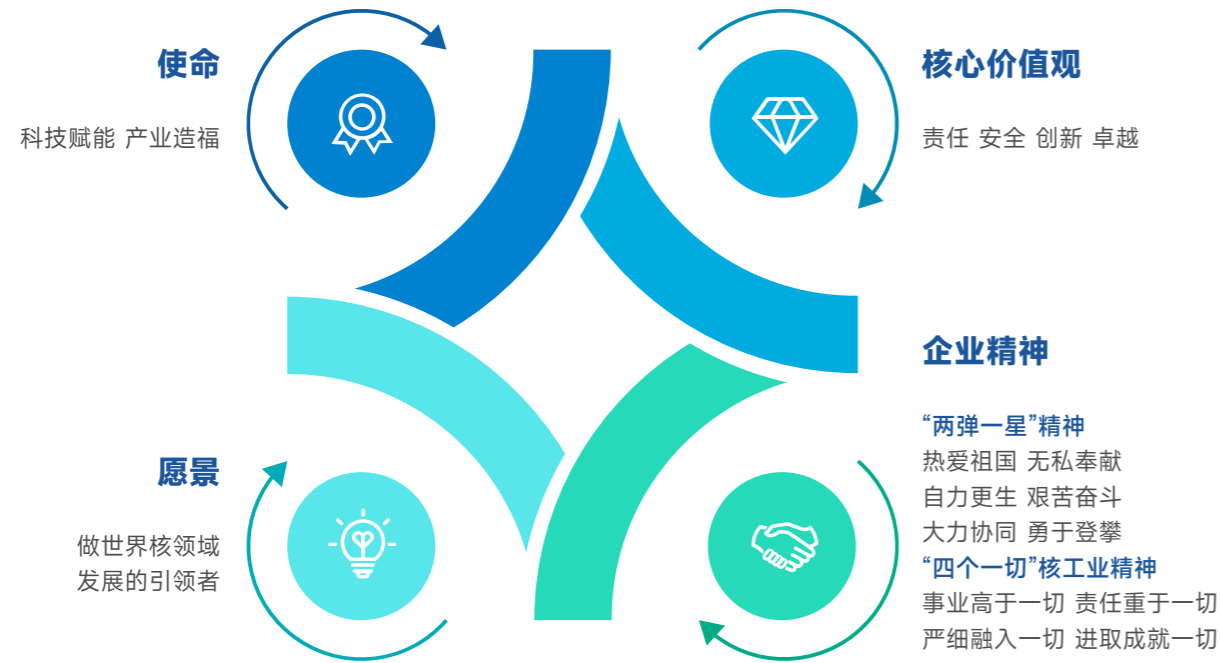 使命
科技赋能 产业造福
核心价值观
责任 安全 创新 卓越
愿景
做世界核领域
发展的引领者
企业精神
“两弹一星”精神
热爱祖国 无私奉献
自力更生 艰苦奋斗
大力协同 勇于登攀
“四个一切”核工业精神
事业高于一切 责任重于一切
严细融入一切 进取成就一切